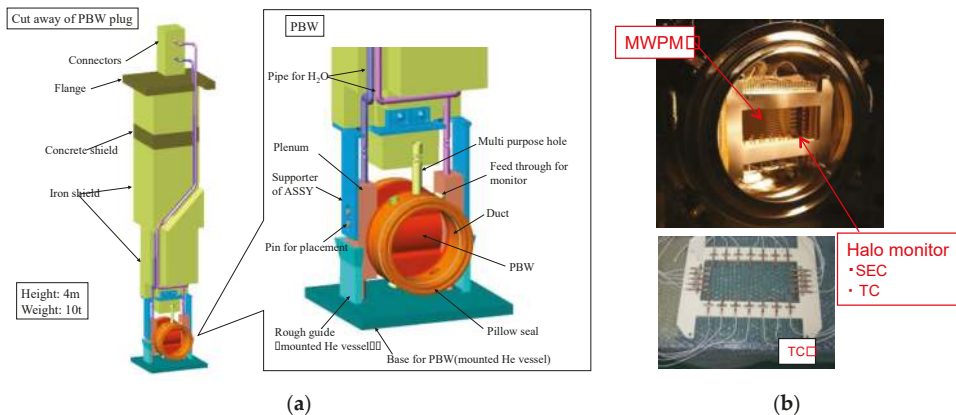 Cut away of PBW plug
Connectors
Flange
Concrete shield
Iron shield
Height: 4m
Weight: 10t
PBW
Pipe for H₂O
Plenum
Supporter
of ASSY
Pin for placement
Multi purpose hole
Feed through for
monitor
Duct
PBW
Pillow seal
Rough guide
▯mounted He vessel▯▯
Base for PBW(mounted He vessel)
(a)
MWPM▯
Halo monitor
・SEC
・ TC
TC▯
(b)